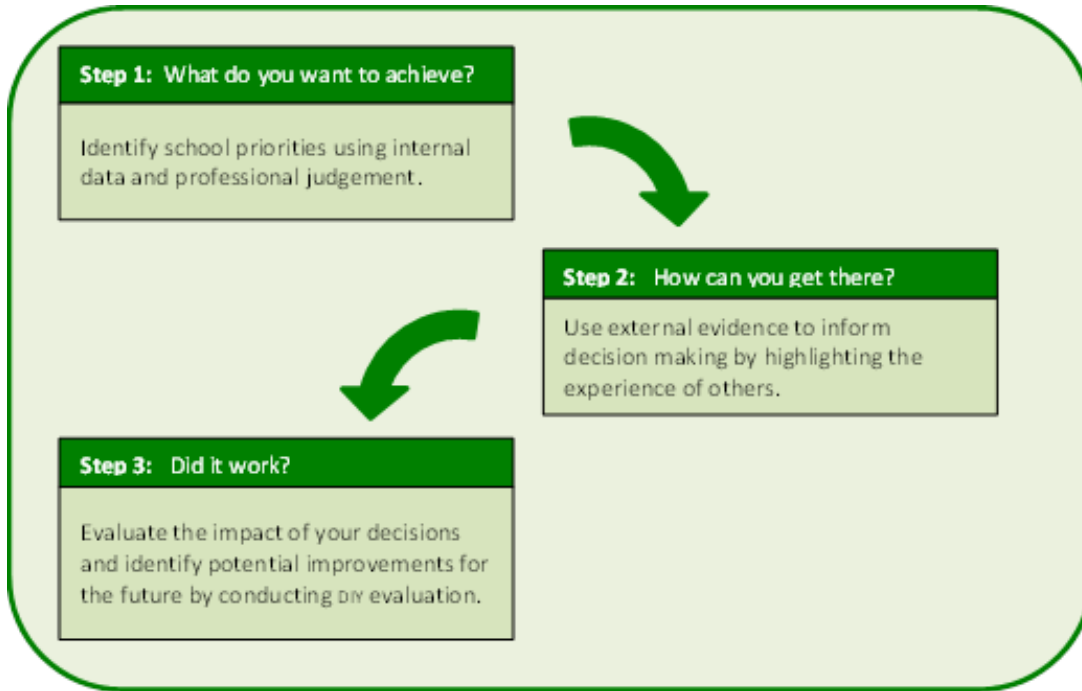 Step 1: What do you want to achieve?
Identify school priorities using internal
data and professional judgement.
Step 2: How can you get there?
Use external evidence to inform
decision making by highlighting the
experience of others.
Step 3: Did it work?
Evaluate the impact of your decisions
and identify potential improvements for
the future by conducting DIY evaluation.